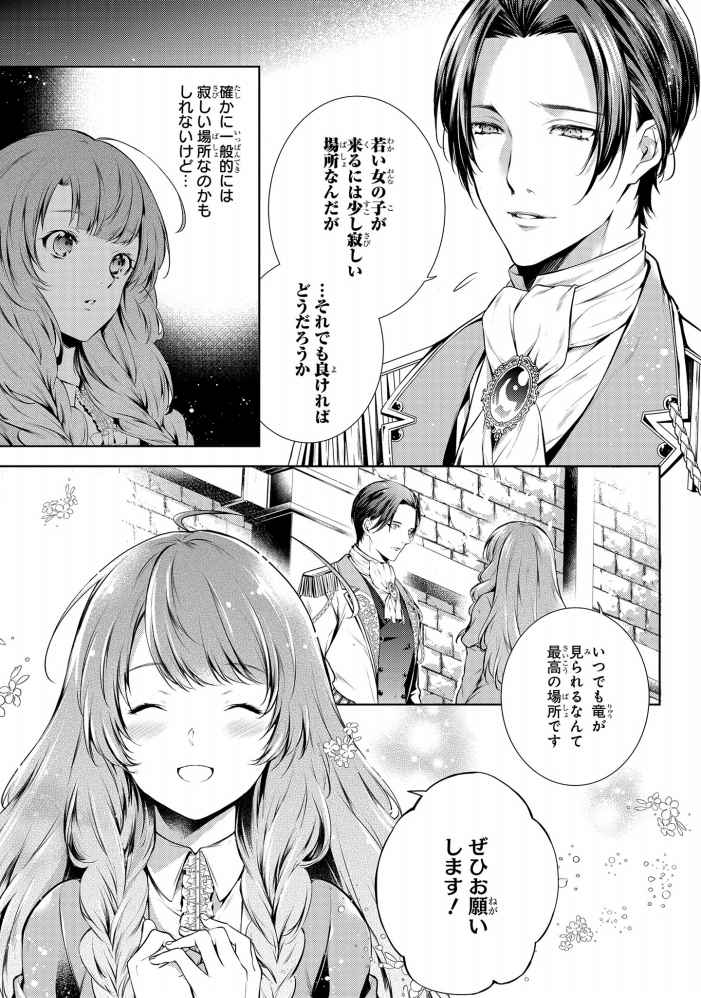 若い女の子が
来るには少し寂しい
場所なんだが
…それでも良ければ
どうだろうか
確かに一般的には
寂しい場所なのかも
しれないけど…
いつでも竜が
見られるなんて
最高の場所です
ぜひお願い
します！